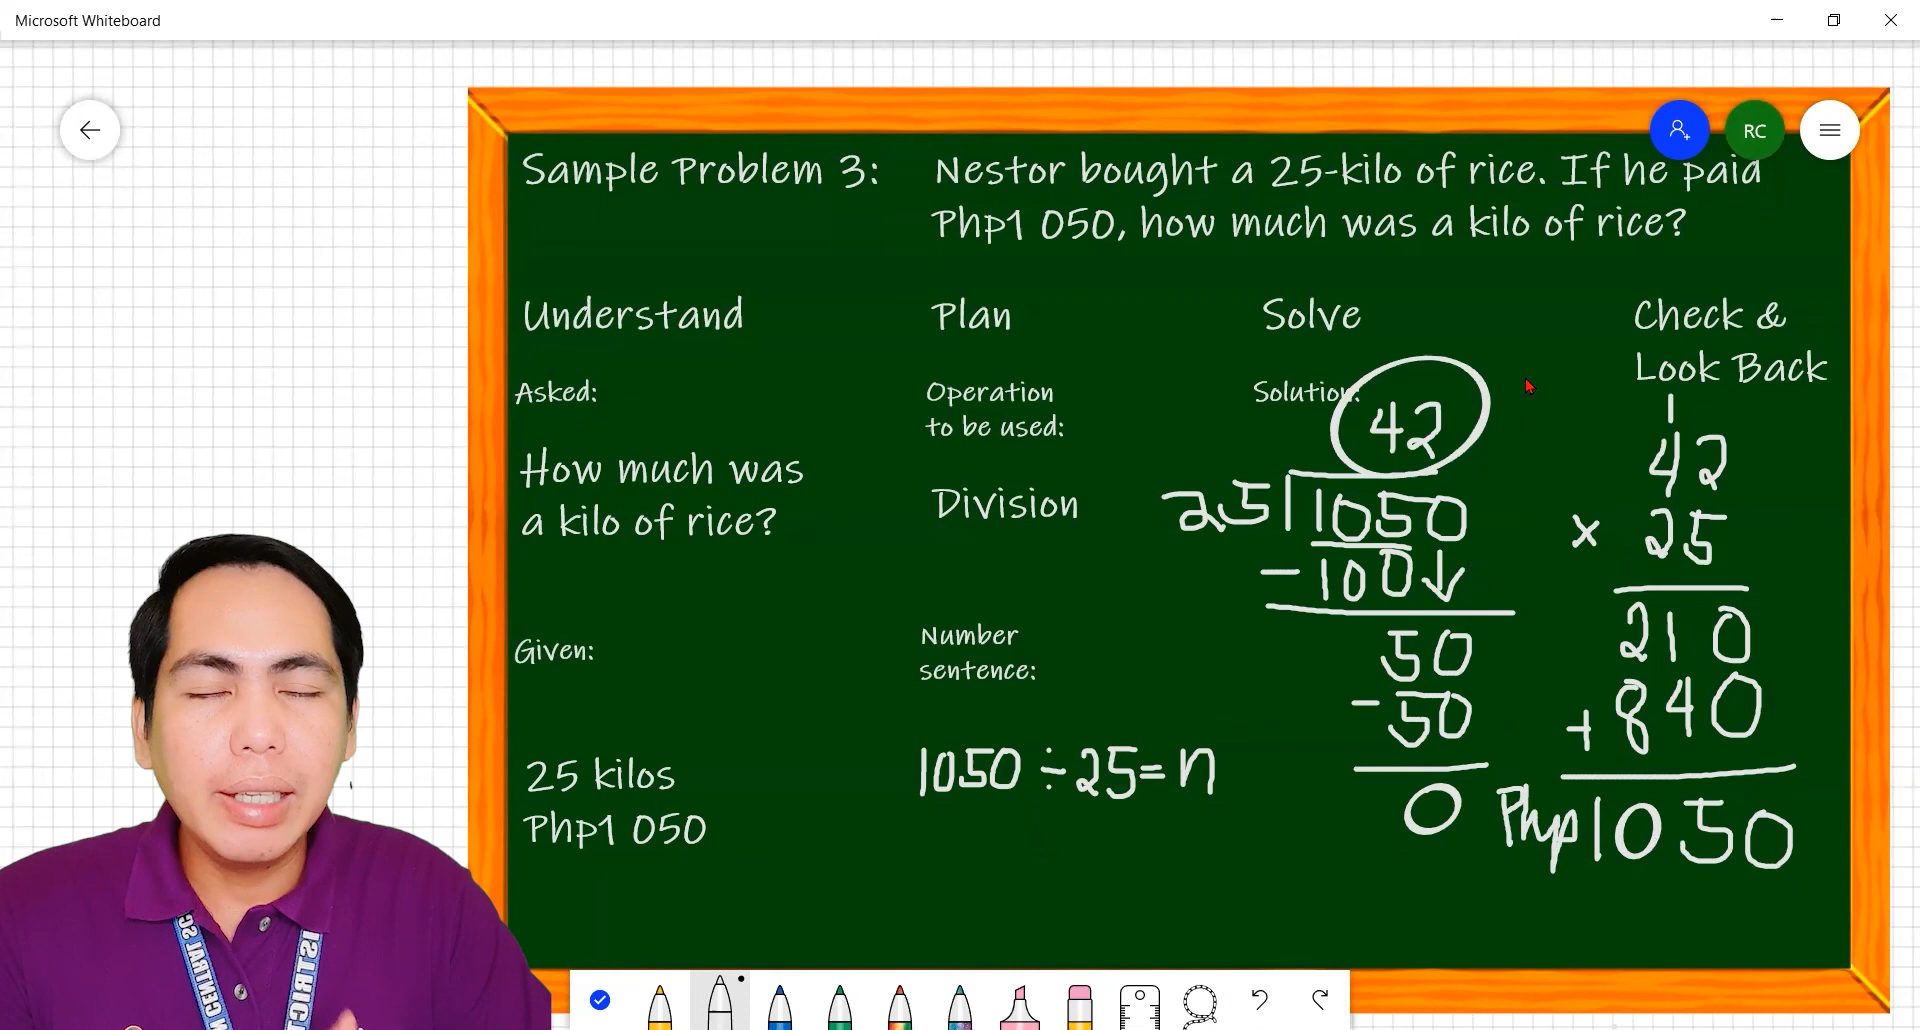 Microsoft Whiteboard
RC
Sample Problem 3:
Nestor bought a 25-kilo of rice. If he paid
Php1 050, how much was a kilo of rice?
Understand
Plan
Solve
Check &
Look Back
Asked:
How much was
a kilo of rice?
Given:
25 kilos
Php1 050
Operation
to be used:
Division
Number
sentence:
1050 ÷ 25 = n
Solution:
42
25 1050
- 100↓
50
- 50
0
1
42
x 25
210
+ 840
Php1050